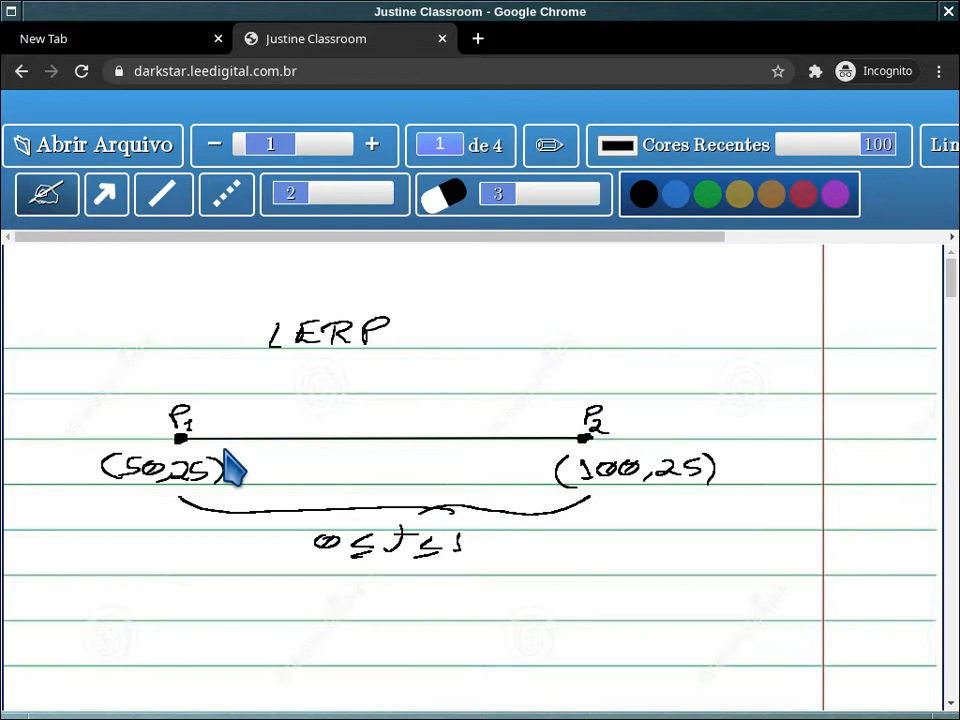 Justine Classroom - Google Chrome
New Tab
Justine Classroom
darkstar.leedigital.com.br
Incognito
Abrir Arquivo
− 1 +
1 de 4
Cores Recentes
100
Lin
2
3
LERP
P1
P2
(50,25)
(100,25)
0 ≤ t ≤ 1